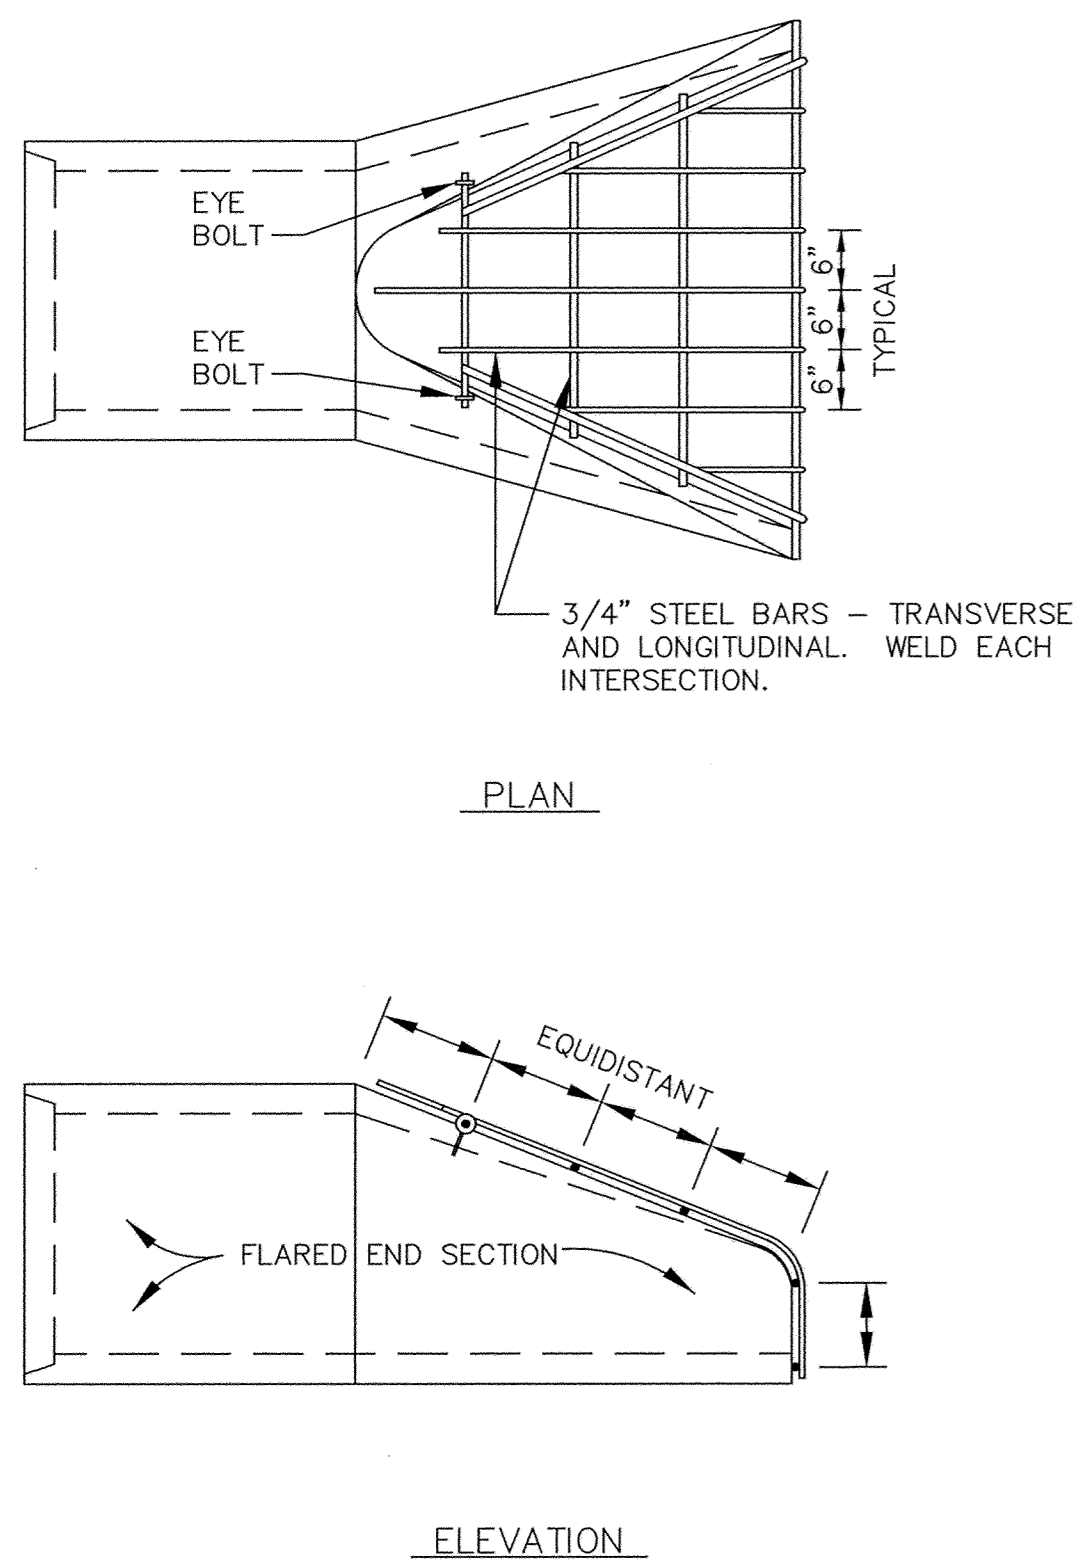 EYE
BOLT
EYE
BOLT
6"
6"
6"
TYPICAL
3/4" STEEL BARS – TRANSVERSE
AND LONGITUDINAL. WELD EACH
INTERSECTION.
PLAN
EQUIDISTANT
FLARED END SECTION
ELEVATION